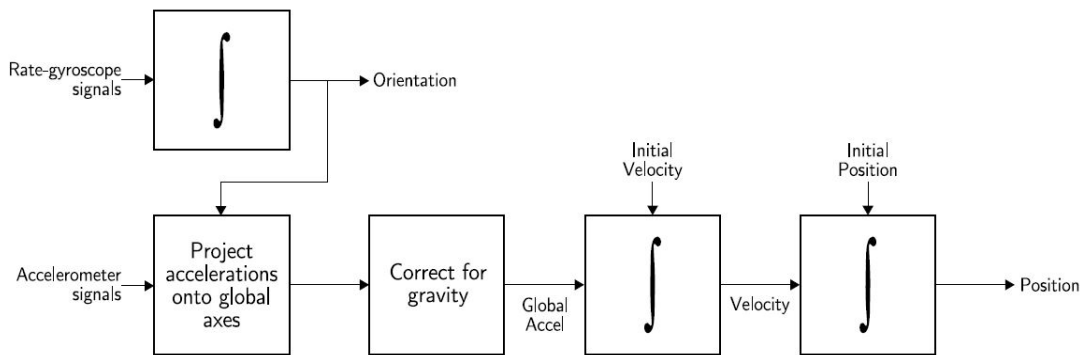 Rate-gyroscope
signals
∫
Orientation
Initial
Velocity
Initial
Position
Accelerometer
signals
Project
accelerations
onto global
axes
Correct for
gravity
Global
Accel
∫
Velocity
∫
Position